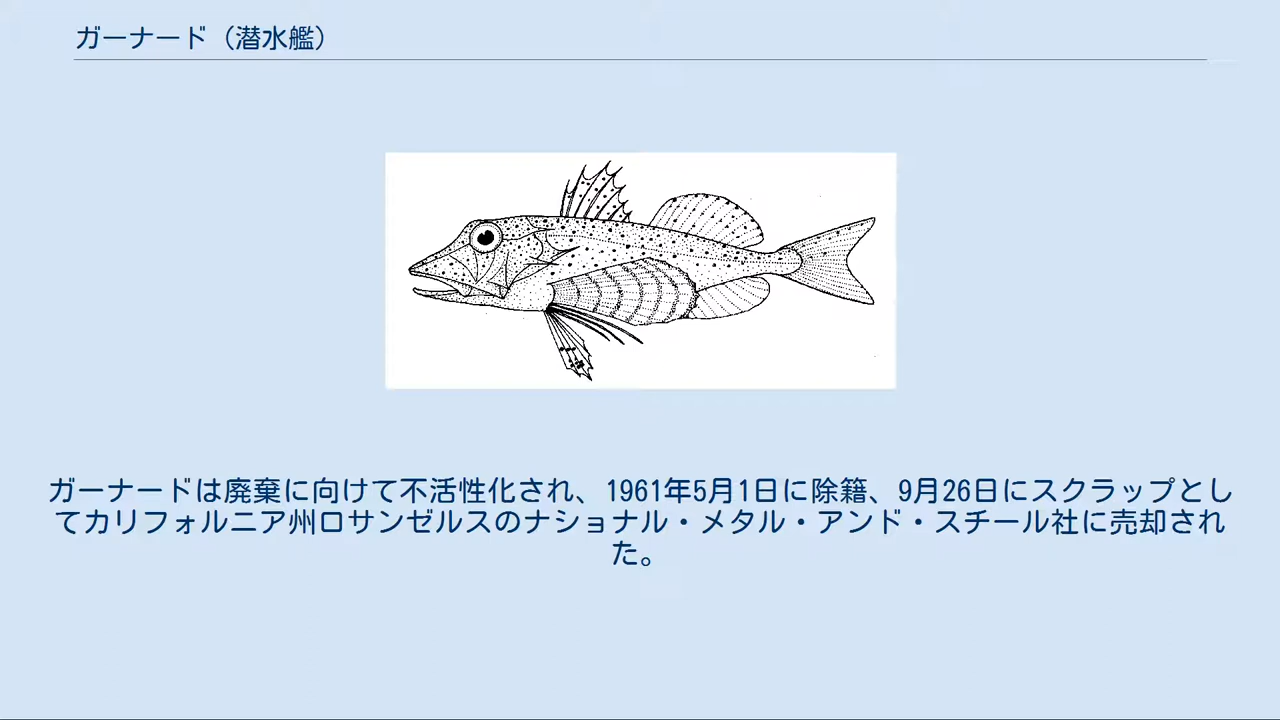 ガーナード（潜水艦）
ガーナードは廃棄に向けて不活性化され、1961年5月1日に除籍、9月26日にスクラップとし
てカリフォルニア州ロサンゼルスのナショナル・メタル・アンド・スチール社に売却され
た。